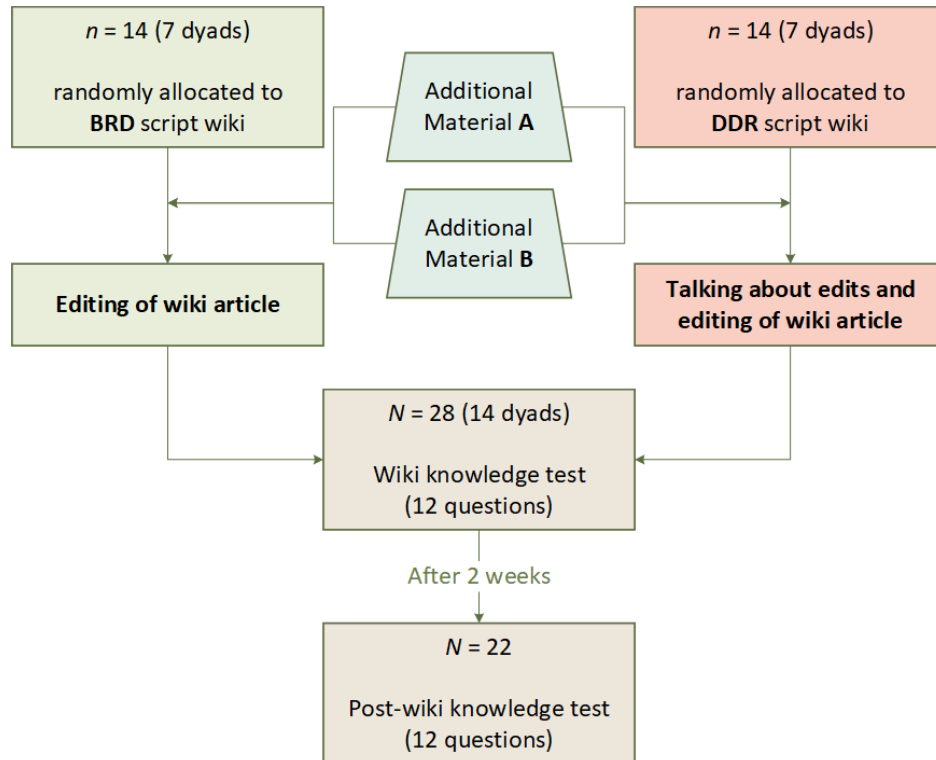 n = 14 (7 dyads)
randomly allocated to
BRD script wiki
Additional
Material A
n = 14 (7 dyads)
randomly allocated to
DDR script wiki
Additional
Material B
Editing of wiki article
Talking about edits and
editing of wiki article
N = 28 (14 dyads)
Wiki knowledge test
(12 questions)
After 2 weeks
N = 22
Post-wiki knowledge test
(12 questions)